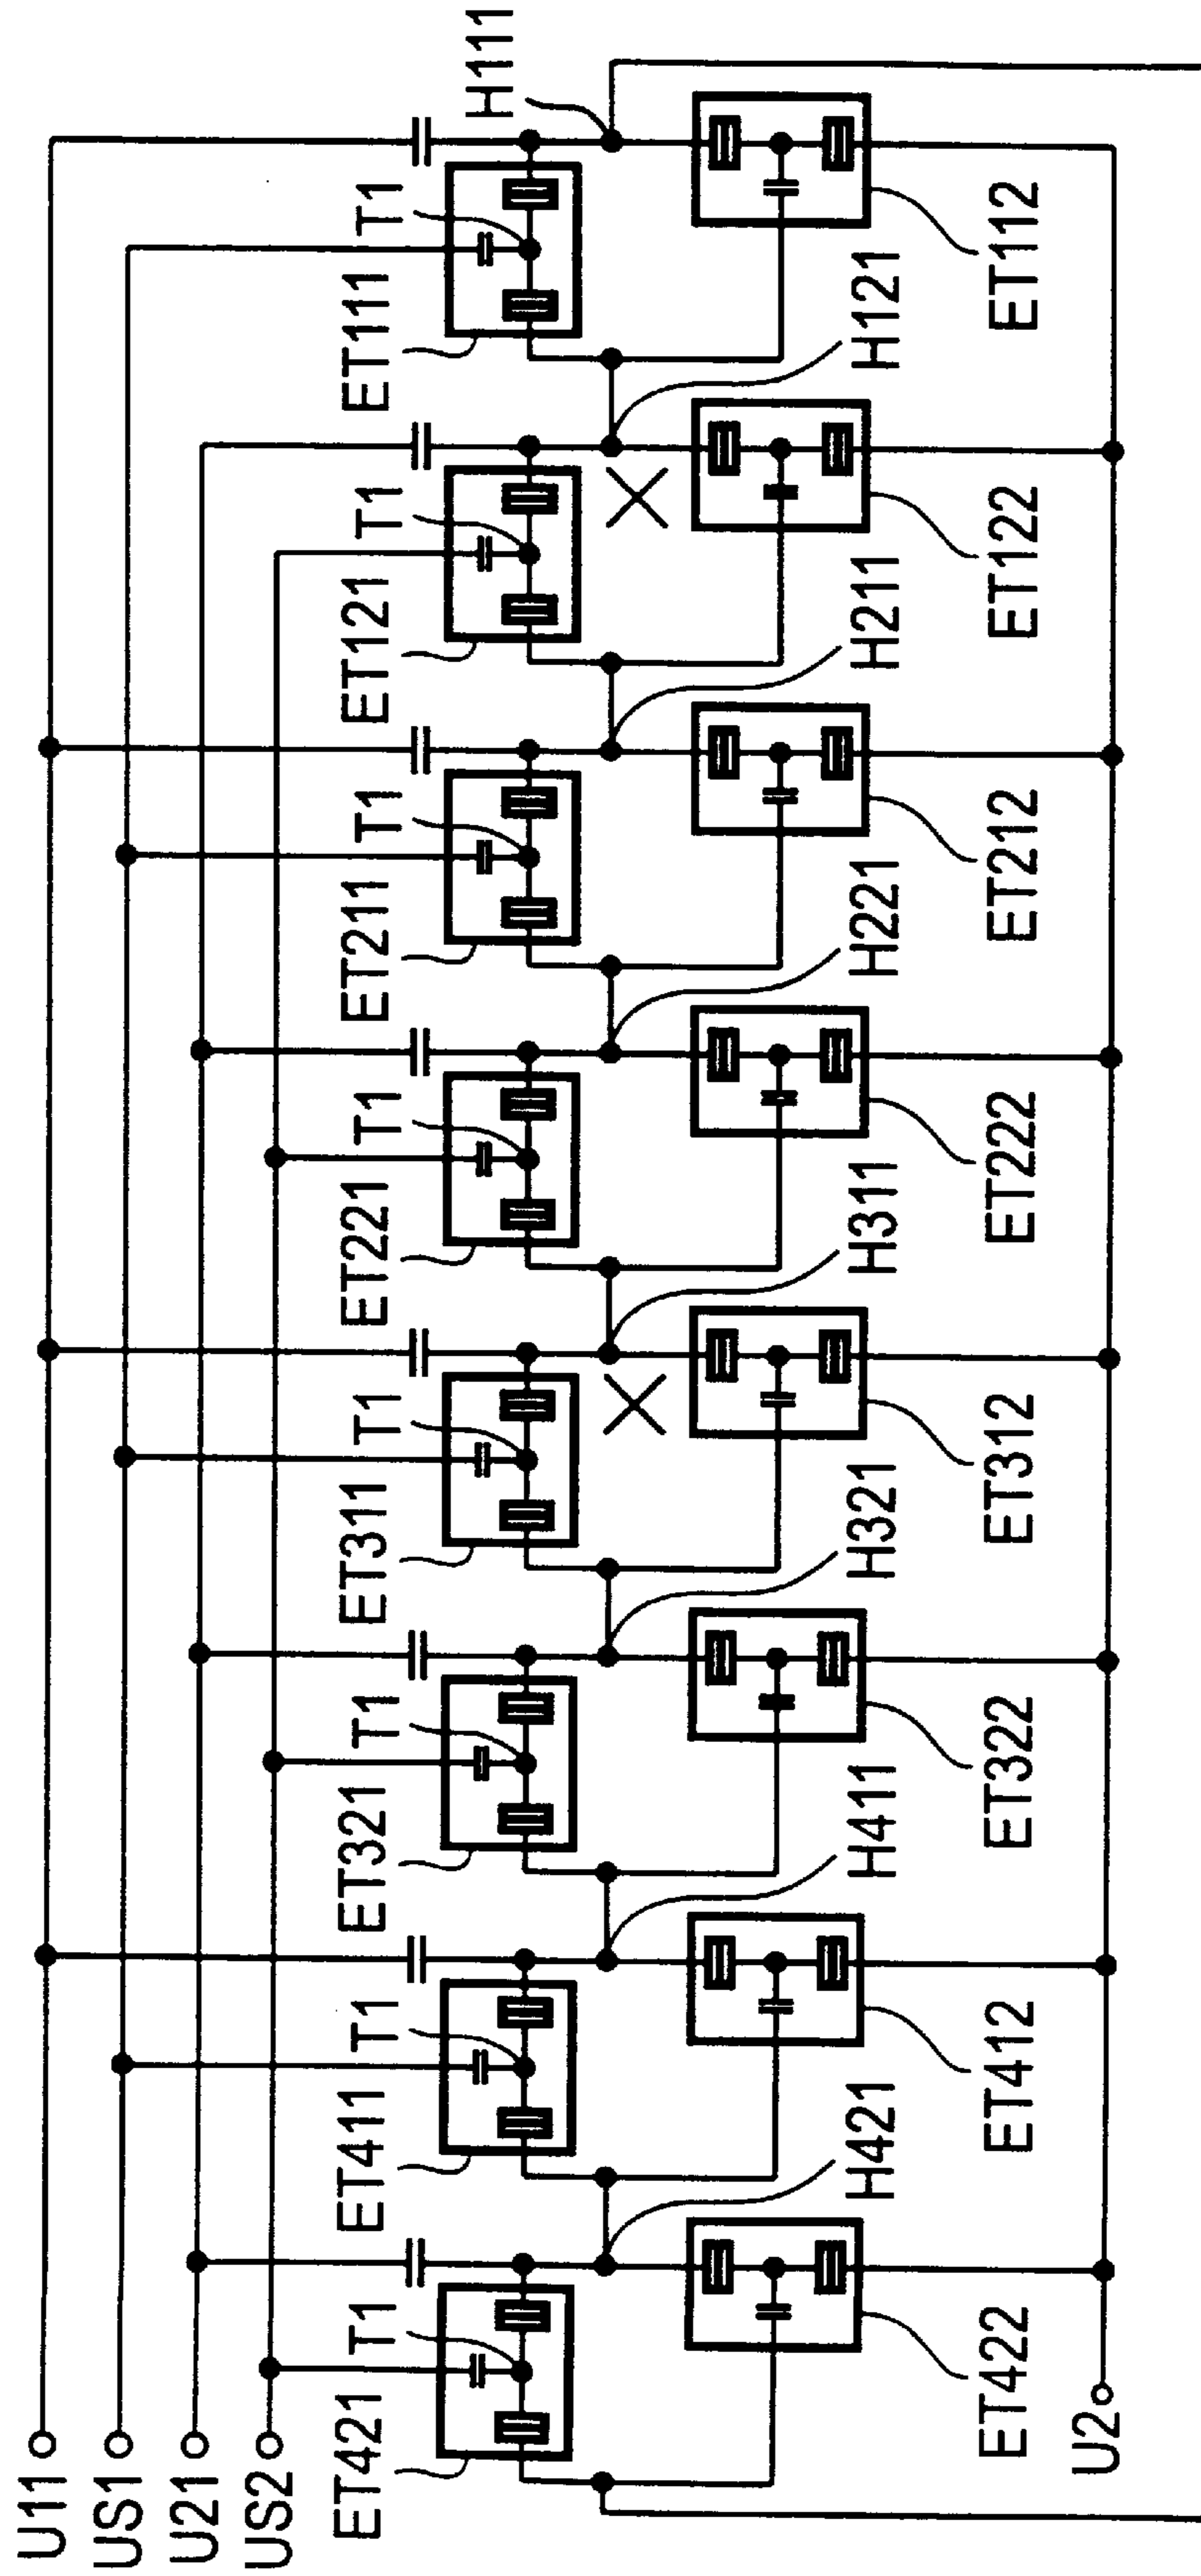 U11
US1
U21
US2
ET421
T1
ET411
T1
ET321
T1
ET311
T1
ET221
T1
ET211
T1
ET121
T1
ET111
T1
H111
H421
H411
H321
H311
H221
H211
H121
ET422
ET412
ET322
ET312
ET222
ET212
ET122
ET112
U2